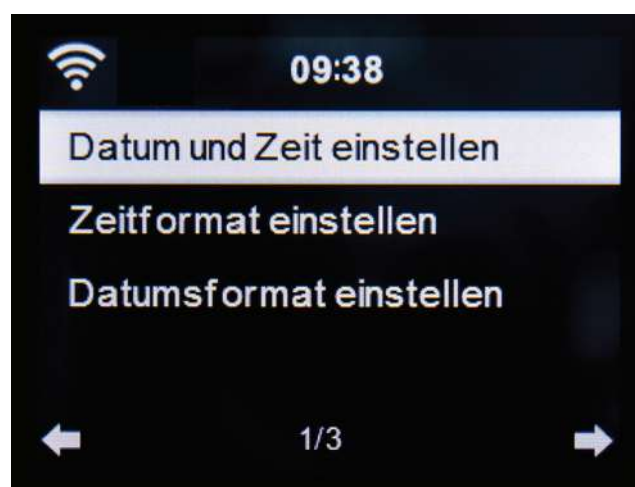 09:38
Datum und Zeit einstellen
Zeitformat einstellen
Datumsformat einstellen
1/3